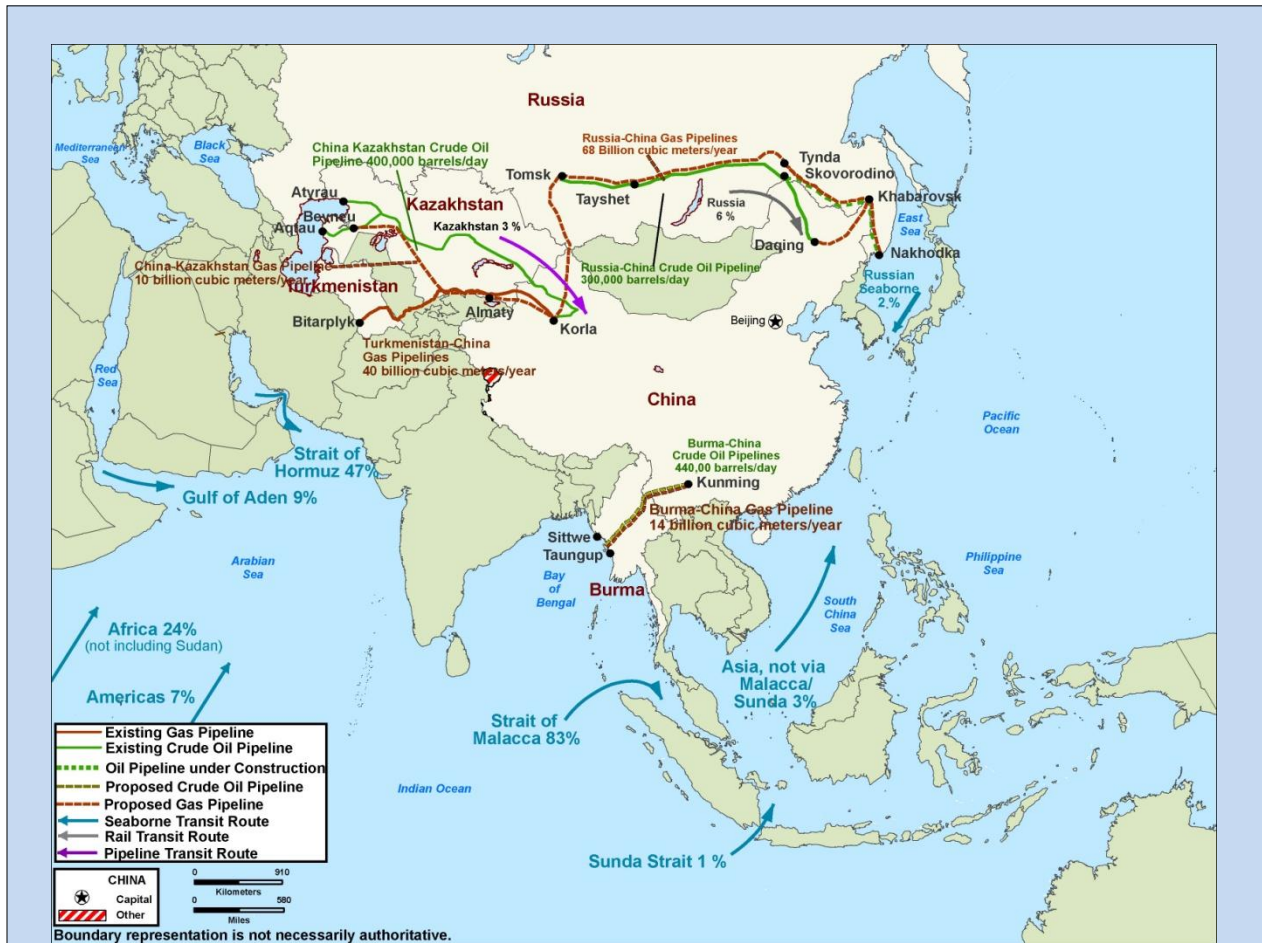 Russia
Mediterranean
Sea
Black
Sea
China Kazakhstan Crude Oil
Pipeline 400,000 barrels/day
Russia-China Gas Pipelines
68 Billion cubic meters/year
Tomsk
Tayshet
Tynda
Skovorodino
Khabarovsk
Atyrau
Beyneu
Aqtau
Kazakhstan
Kazakhstan 3 %
Russia
6 %
East
Sea
Daqing
Nakhodka
China-Kazakhstan Gas Pipeline
10 billion cubic meters/year
Turkmenistan
Russia-China Crude Oil Pipeline
300,000 barrels/day
Russian
Seaborne
2 %
Bitarplyk
Almaty
Korla
Beijing
Turkmenistan-China
Gas Pipelines
40 billion cubic meters/year
Red
Sea
China
Pacific
Ocean
Strait of
Hormuz 47%
Gulf of Aden 9%
Burma-China
Crude Oil Pipelines
440,00 barrels/day
Kunming
Burma-China Gas Pipeline
14 billion cubic meters/year
Sittwe
Taungup
Arabian
Sea
Bay
of
Bengal
Burma
Philippine
Sea
South
China
Sea
Africa 24%
(not including Sudan)
Americas 7%
Asia, not via
Malacca/
Sunda 3%
Strait of
Malacca 83%
Indian Ocean
Sunda Strait 1 %
Existing Gas Pipeline
Existing Crude Oil Pipeline
Oil Pipeline under Construction
Proposed Crude Oil Pipeline
Proposed Gas Pipeline
Seaborne Transit Route
Rail Transit Route
Pipeline Transit Route
CHINA
Capital
Other
0 910
Kilometers
0 580
Miles
Boundary representation is not necessarily authoritative.